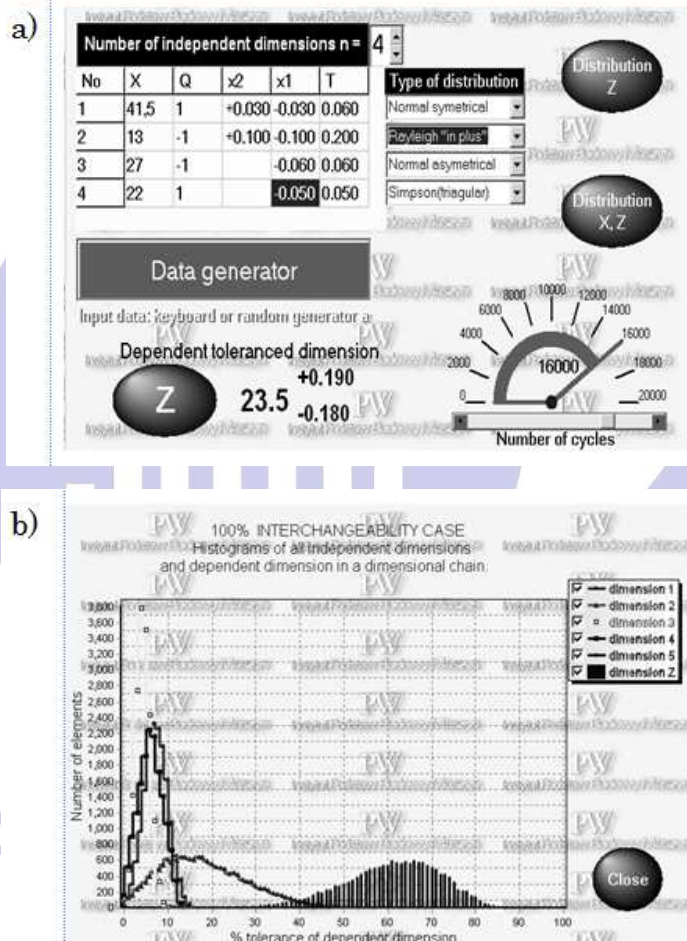 a)
Number of independent dimensions n = 4
No X Q x2 x1 T
1 41,5 1 +0.030 -0.030 0.060
2 13 -1 +0.100 -0.100 0.200
3 27 -1 -0.060 0.060
4 22 1 -0.050 0.050
Type of distribution
Normal symetrical
Rayleigh "in plus"
Normal asymetrical
Simpson(triagular)
Distribution
Z
Distribution
X, Z
Data generator
Input data: keyboard or random generator a
Dependent toleranced dimension
Z
23.5 +0.190
-0.180
0 2000 4000 6000 8000 10000 12000 14000 16000 18000 20000
16000
Number of cycles
b)
100% INTERCHANGEABILITY CASE
Histograms of all Independent dimensions
and dependent dimension in a dimensional chain.
3,800
3,600
3,400
3,200
3,000
2,800
2,600
2,400
2,200
2,000
1,800
1,600
1,400
1,200
1,000
800
600
400
200
0
Number of elements
0 10 20 30 40 50 60 70 80 90 100
% tolerance of dependent dimension
dimension 1
dimension 2
dimension 3
dimension 4
dimension 5
dimension Z
Close
PW